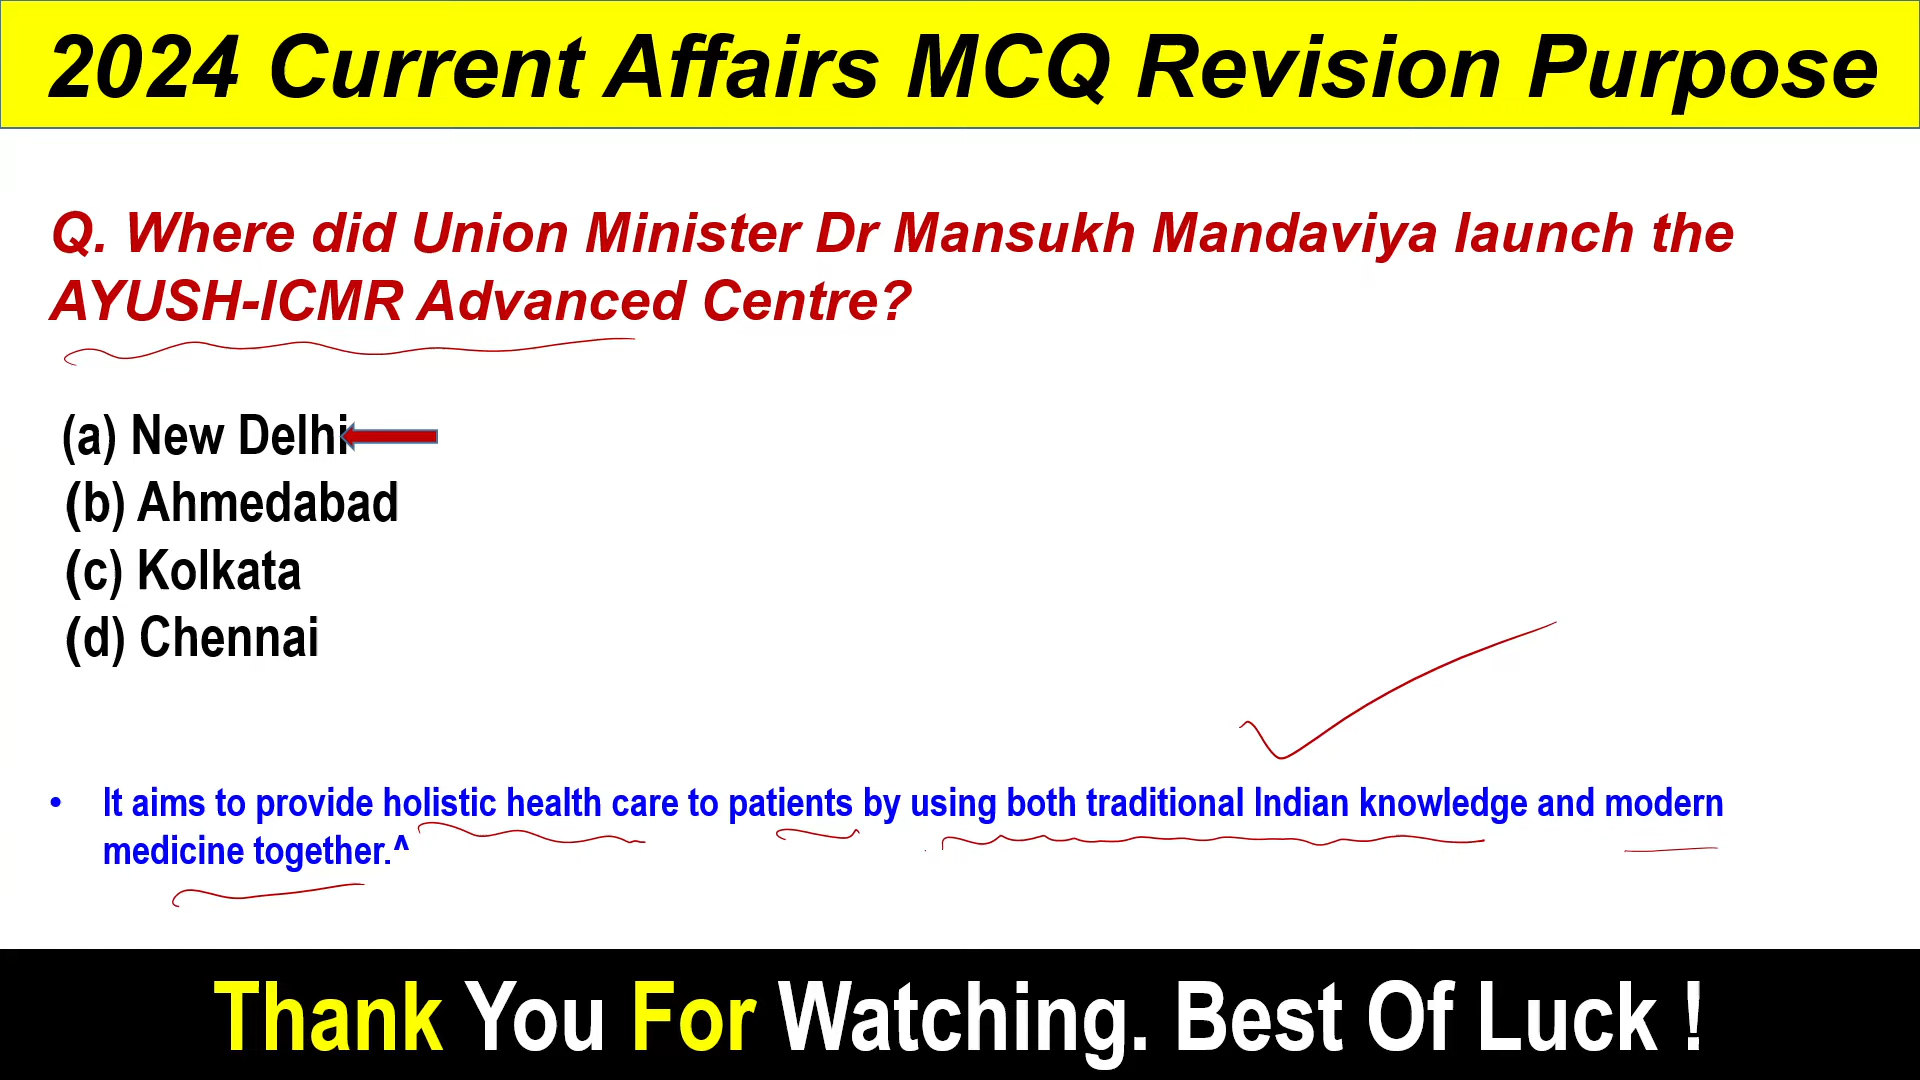 2024 Current Affairs MCQ Revision Purpose
Q. Where did Union Minister Dr Mansukh Mandaviya launch the
AYUSH-ICMR Advanced Centre?
(a) New Delhi
(b) Ahmedabad
(c) Kolkata
(d) Chennai
• It aims to provide holistic health care to patients by using both traditional Indian knowledge and modern
medicine together.^
Thank You For Watching. Best Of Luck !